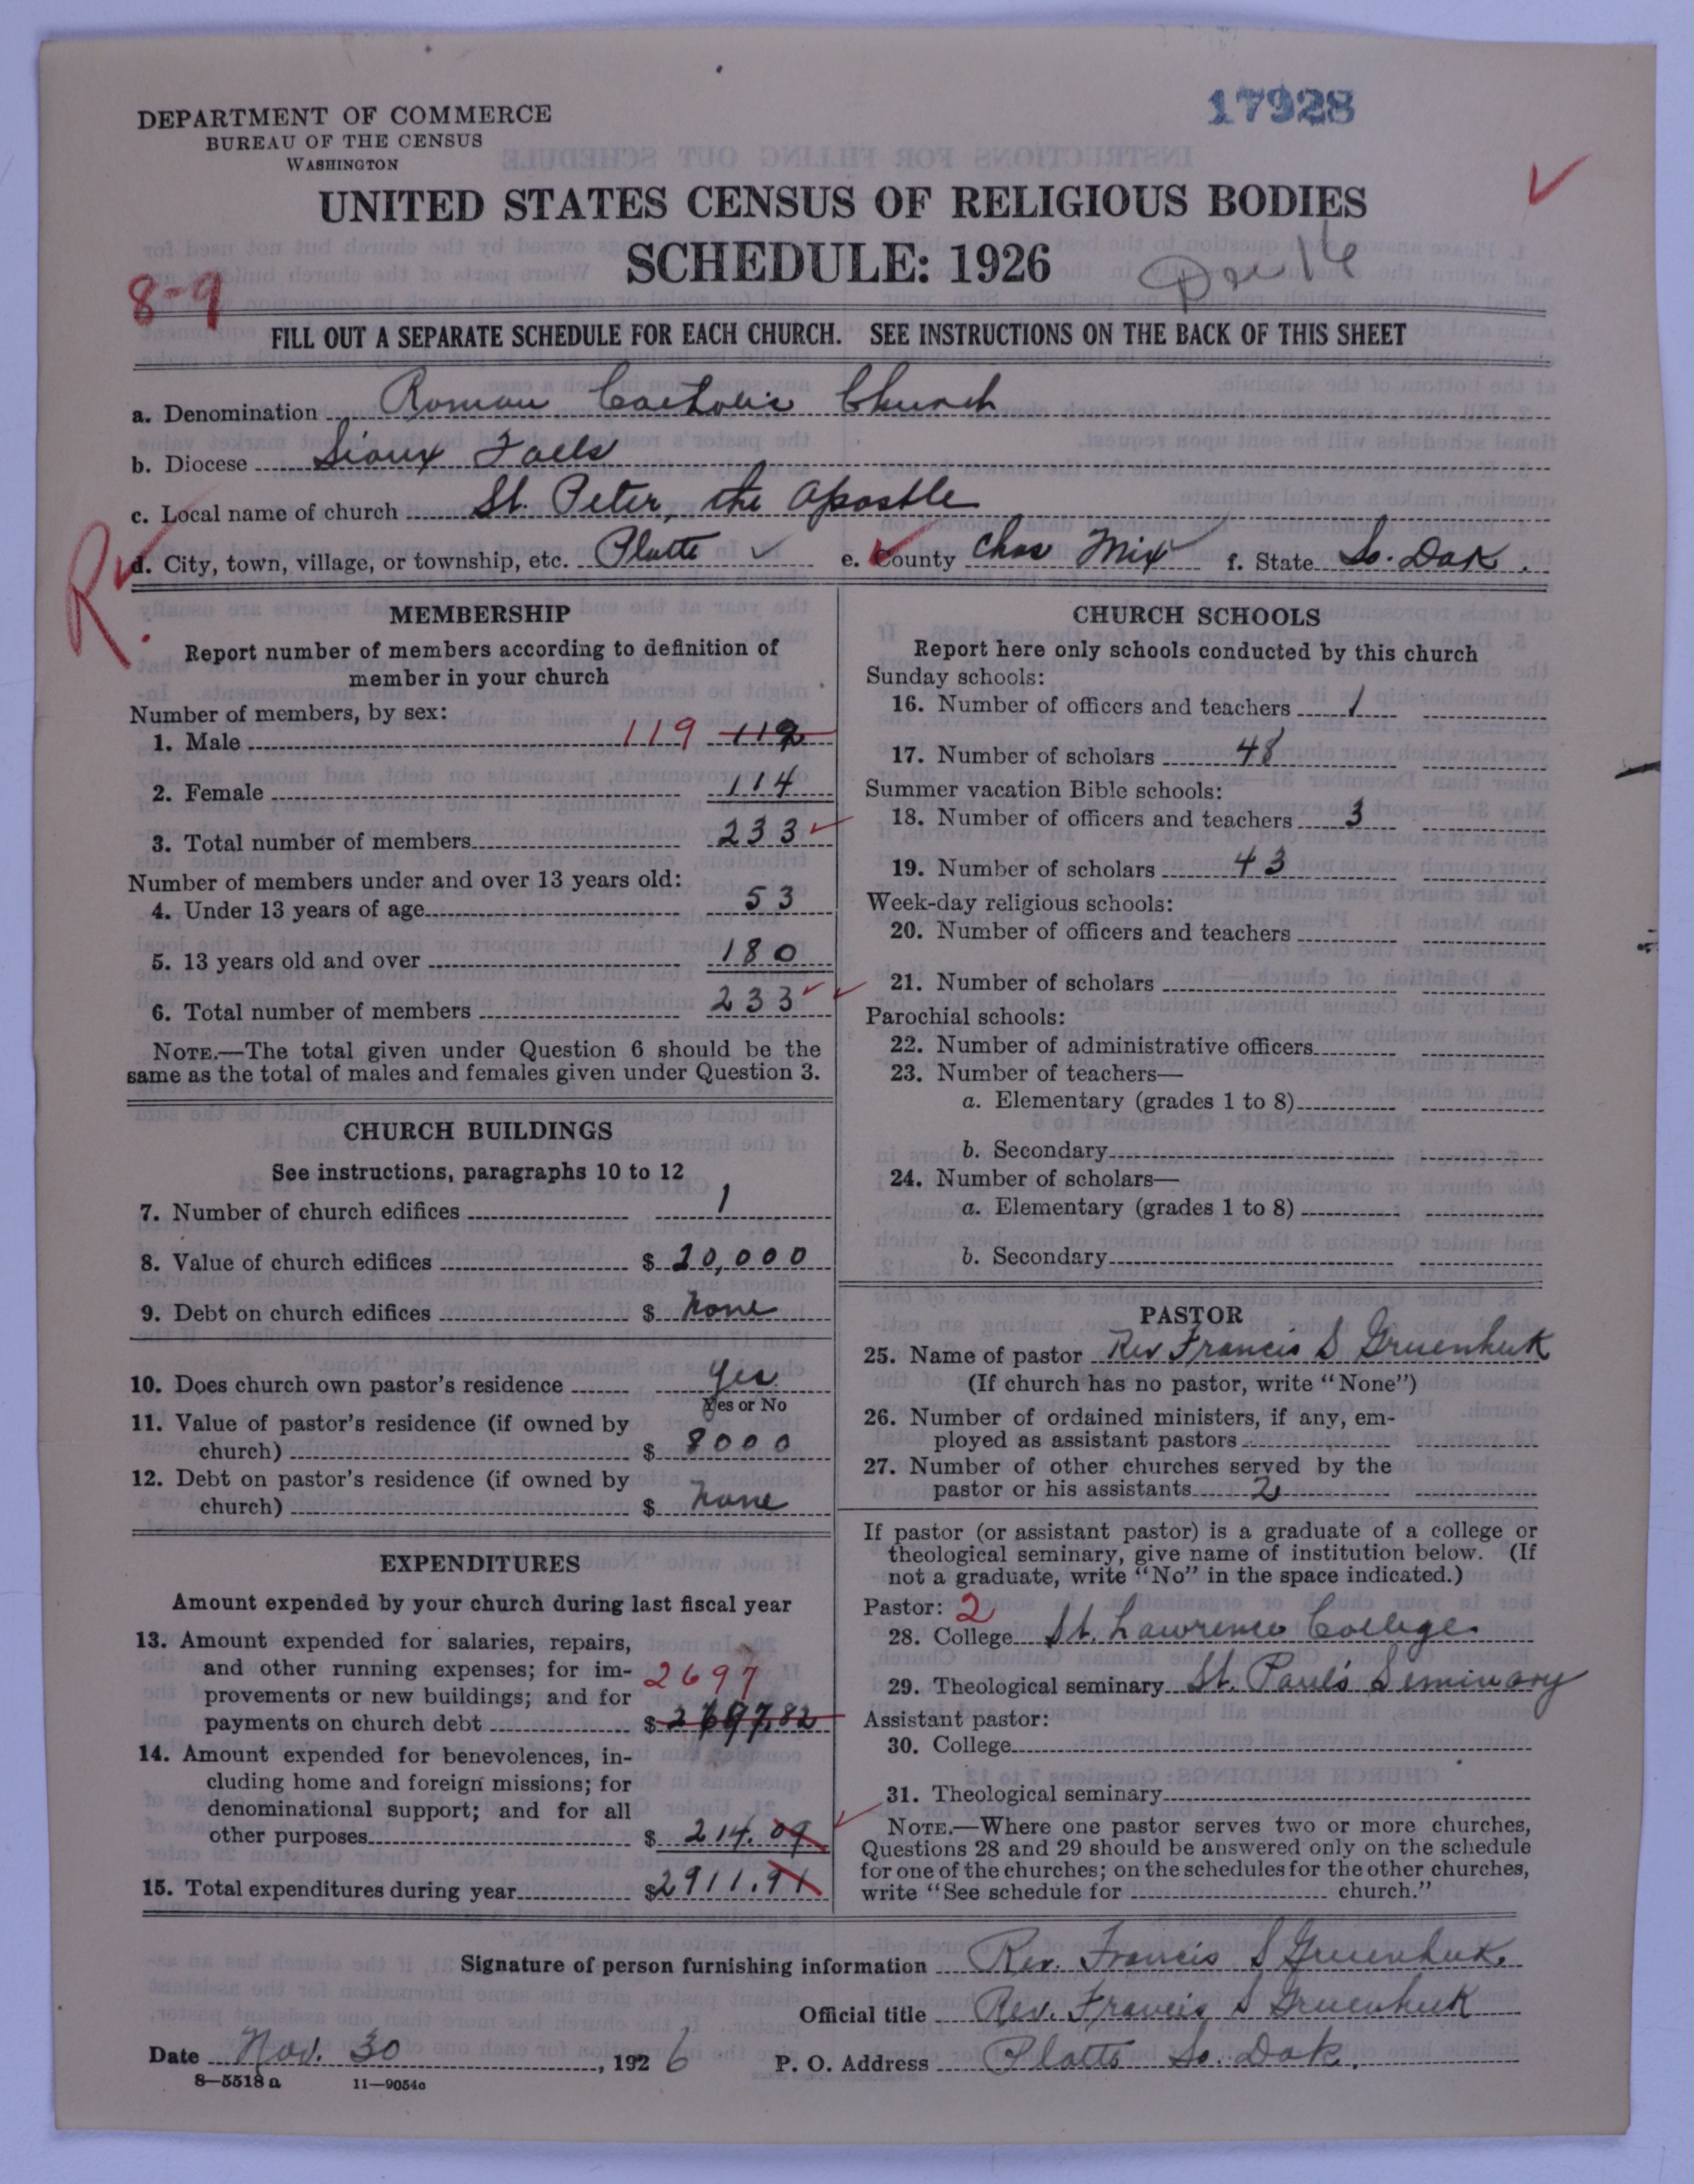 DEPARTMENT OF COMMERCE
BUREAU OF THE CENSUS
WASHINGTON
17928
UNITED STATES CENSUS OF RELIGIOUS BODIES
SCHEDULE: 1926
8-9
FILL OUT A SEPARATE SCHEDULE FOR EACH CHURCH. SEE INSTRUCTIONS ON THE BACK OF THIS SHEET
a. Denomination Roman Catholic Church
b. Diocese Sioux Falls
c. Local name of church St. Peter, the Apostle
R.
d. City, town, village, or township, etc. Platte e. County Chas Mix f. State So. Dak.
MEMBERSHIP
Report number of members according to definition of
member in your church
Number of members, by sex:
1. Male 119 119
2. Female 114
3. Total number of members 233
Number of members under and over 13 years old:
4. Under 13 years of age 53
5. 13 years old and over 180
6. Total number of members 233
NOTE.—The total given under Question 6 should be the
same as the total of males and females given under Question 3.
CHURCH BUILDINGS
See instructions, paragraphs 10 to 12
7. Number of church edifices 1
8. Value of church edifices $ 10,000
9. Debt on church edifices $ none
10. Does church own pastor's residence yes
Yes or No
11. Value of pastor's residence (if owned by
church) $ 8000
12. Debt on pastor's residence (if owned by
church) $ none
EXPENDITURES
Amount expended by your church during last fiscal year
13. Amount expended for salaries, repairs,
and other running expenses; for im-
provements or new buildings; and for
2697
payments on church debt $ 2697.82
14. Amount expended for benevolences, in-
cluding home and foreign missions; for
denominational support; and for all
other purposes $ 214.09
15. Total expenditures during year $ 2911.91
CHURCH SCHOOLS
Report here only schools conducted by this church
Sunday schools:
16. Number of officers and teachers 1
17. Number of scholars 48
Summer vacation Bible schools:
18. Number of officers and teachers 3
19. Number of scholars 43
Week-day religious schools:
20. Number of officers and teachers
21. Number of scholars
Parochial schools:
22. Number of administrative officers
23. Number of teachers—
a. Elementary (grades 1 to 8)
b. Secondary
24. Number of scholars—
a. Elementary (grades 1 to 8)
b. Secondary
PASTOR
25. Name of pastor Rev Francis S Gruenhuk
(If church has no pastor, write "None")
26. Number of ordained ministers, if any, em-
ployed as assistant pastors
27. Number of other churches served by the
pastor or his assistants 2
If pastor (or assistant pastor) is a graduate of a college or
theological seminary, give name of institution below. (If
not a graduate, write "No" in the space indicated.)
Pastor: 2
28. College St. Lawrence College
29. Theological seminary St. Paul's Seminary
Assistant pastor:
30. College
31. Theological seminary
NOTE.—Where one pastor serves two or more churches,
Questions 28 and 29 should be answered only on the schedule
for one of the churches; on the schedules for the other churches,
write "See schedule for church."
Signature of person furnishing information Rev. Francis S Gruenhuk.
Official title Rev. Francis S Gruenhuk
Date Nov. 30, 1926 P. O. Address Platte So. Dak.
8—5518 a 11—9054c